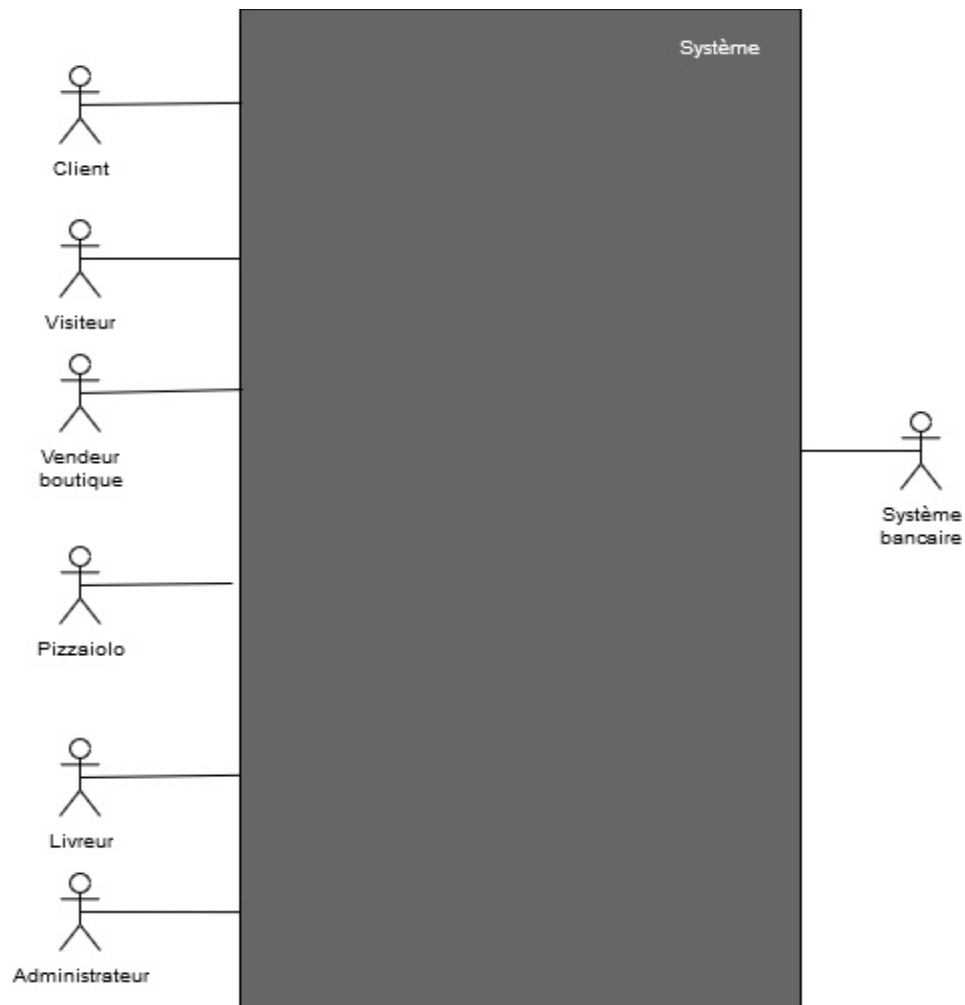 Système
Client
Visiteur
Vendeur
boutique
Système
bancaire
Pizzaiolo
Livreur
Administrateur